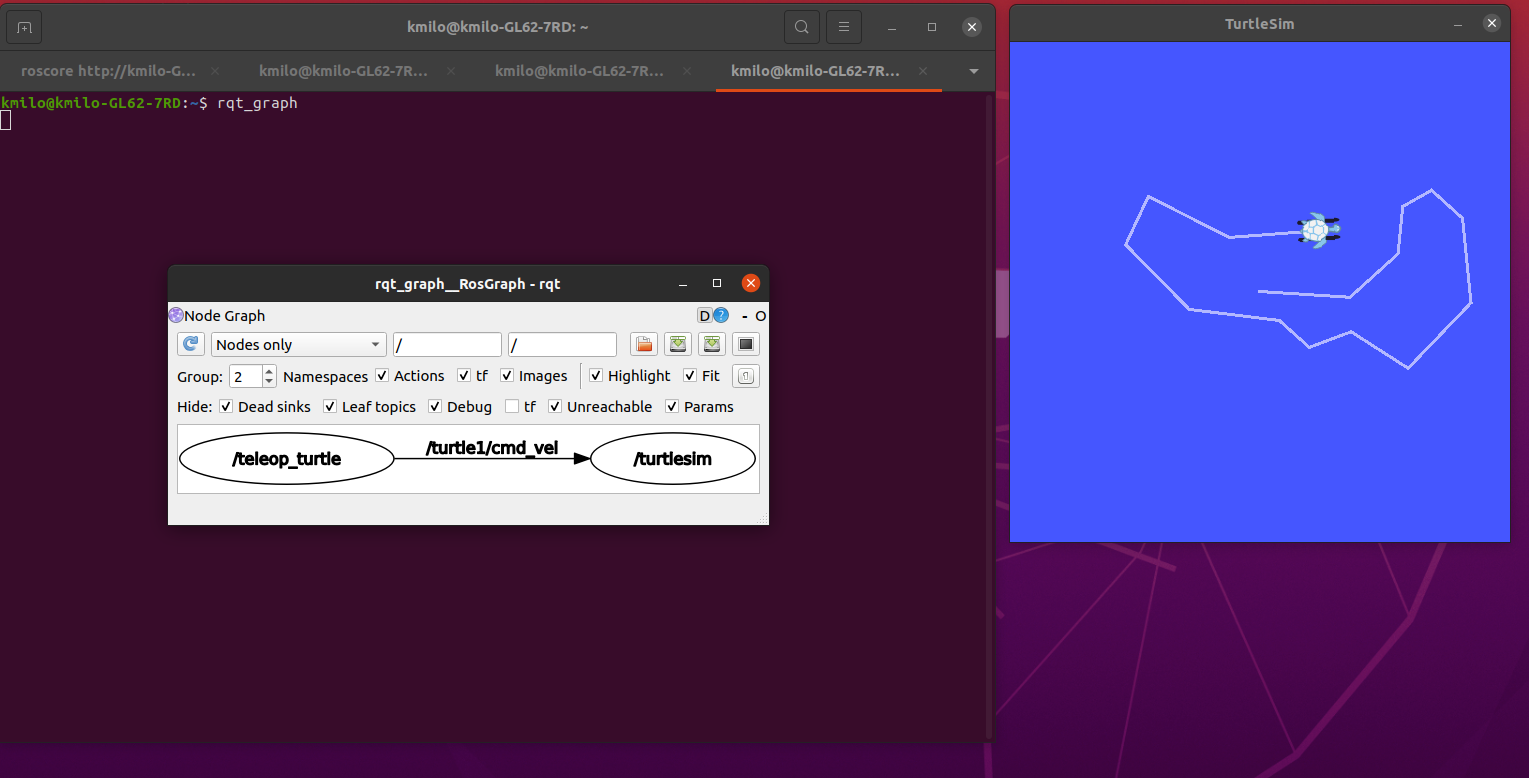 kmilo@kmilo-GL62-7RD: ~
roscore http://kmilo-G... kmilo@kmilo-GL62-7R... kmilo@kmilo-GL62-7R... kmilo@kmilo-GL62-7R...
kmilo@kmilo-GL62-7RD:~$ rqt_graph
rqt_graph__RosGraph - rqt
Node Graph D ? - O
Nodes only / /
Group: 2 Namespaces Actions tf Images Highlight Fit
Hide: Dead sinks Leaf topics Debug tf Unreachable Params
/teleop_turtle /turtle1/cmd_vel /turtlesim
TurtleSim